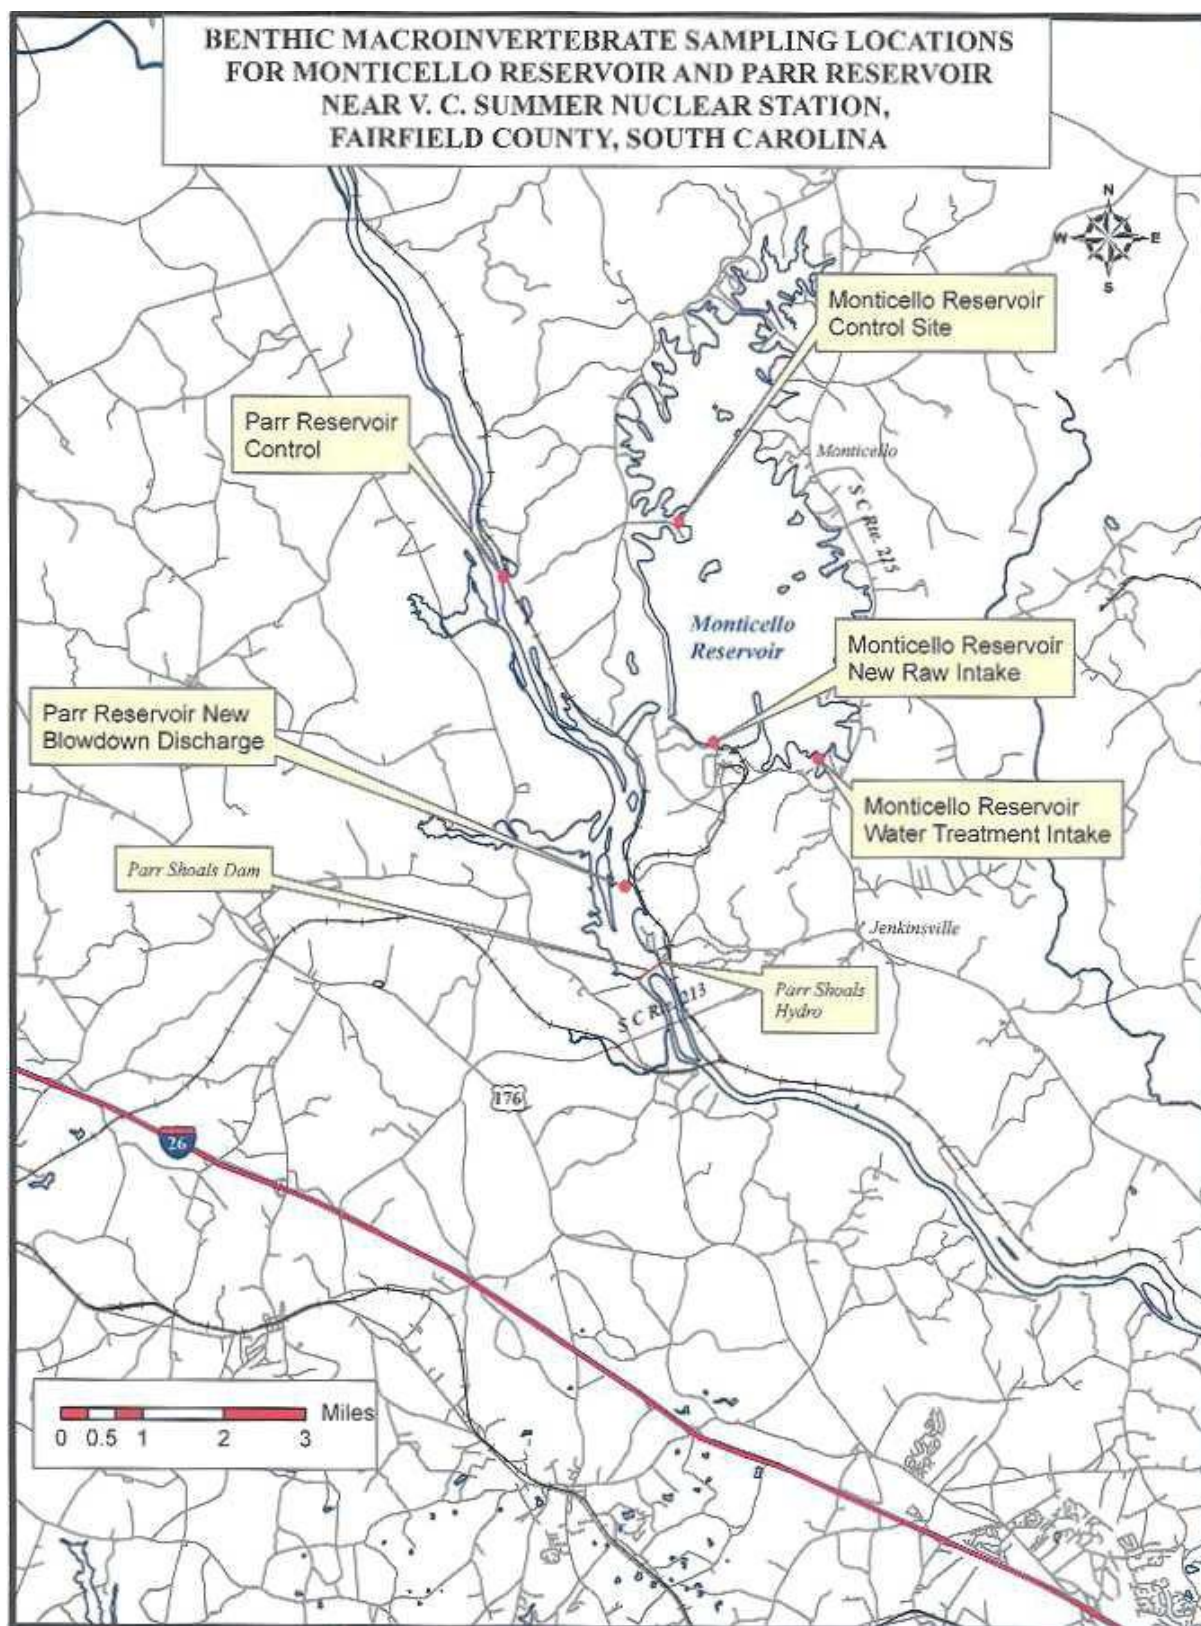 BENTHIC MACROINVERTEBRATE SAMPLING LOCATIONS
FOR MONTICELLO RESERVOIR AND PARR RESERVOIR
NEAR V. C. SUMMER NUCLEAR STATION,
FAIRFIELD COUNTY, SOUTH CAROLINA
N
W
E
S
Monticello Reservoir
Control Site
Parr Reservoir
Control
Monticello
S C Rte. 215
Monticello
Reservoir
Monticello Reservoir
New Raw Intake
Parr Reservoir New
Blowdown Discharge
Monticello Reservoir
Water Treatment Intake
Parr Shoals Dam
Jenkinsville
Parr Shoals
Hydro
S C Rte. 213
176
26
Miles
0 0.5 1 2 3